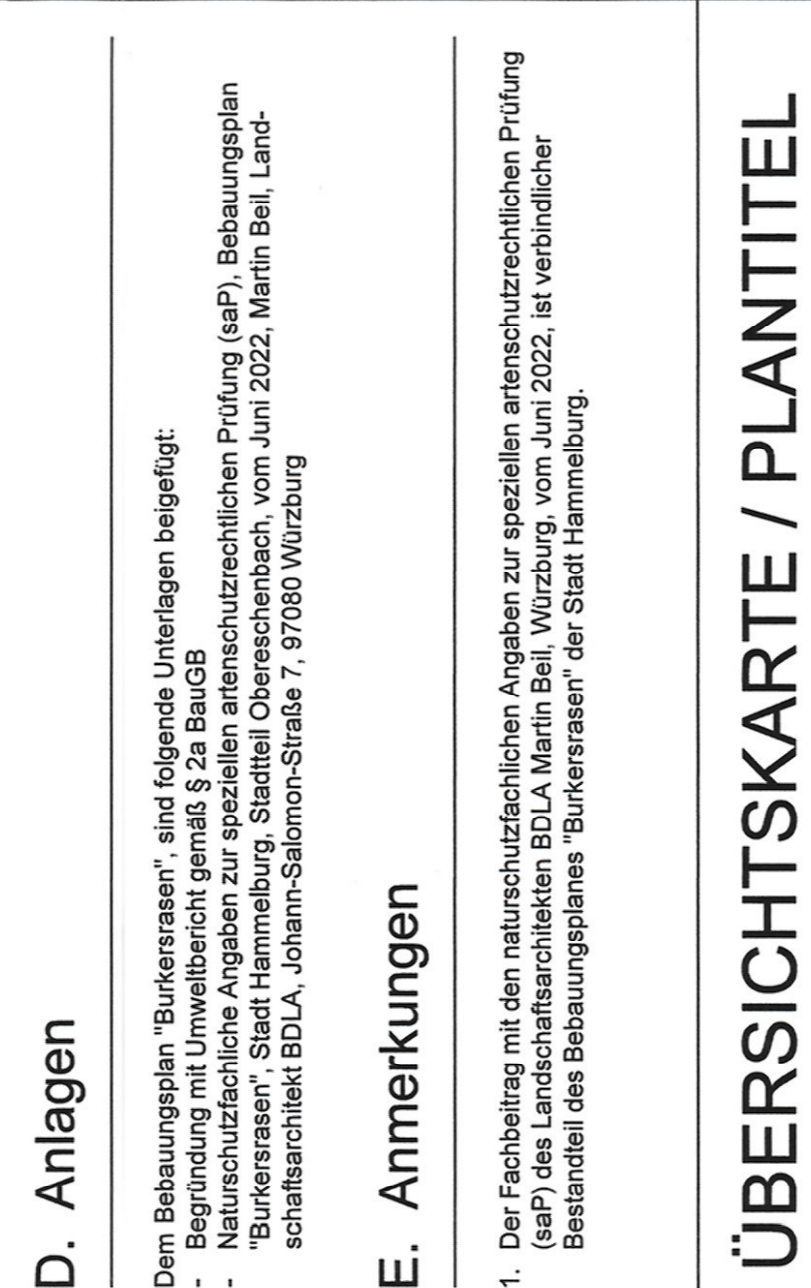 D. Anlagen
Dem Bebauungsplan "Burkersrasen", sind folgende Unterlagen beigefügt:
- Begründung mit Umweltbericht gemäß § 2a BauGB
- Naturschutzfachliche Angaben zur speziellen artenschutzrechtlichen Prüfung (saP), Bebauungsplan
"Burkersrasen", Stadt Hammelburg, Stadtteil Obereschenbach, vom Juni 2022, Martin Beil, Land-
schaftsarchitekt BDLA, Johann-Salomon-Straße 7, 97080 Würzburg
E. Anmerkungen
1. Der Fachbeitrag mit den naturschutzfachlichen Angaben zur speziellen artenschutzrechtlichen Prüfung
(saP) des Landschaftsarchitekten BDLA Martin Beil, Würzburg, vom Juni 2022, ist verbindlicher
Bestandteil des Bebauungsplanes "Burkersrasen" der Stadt Hammelburg.
ÜBERSICHTSKARTE / PLANTITEL